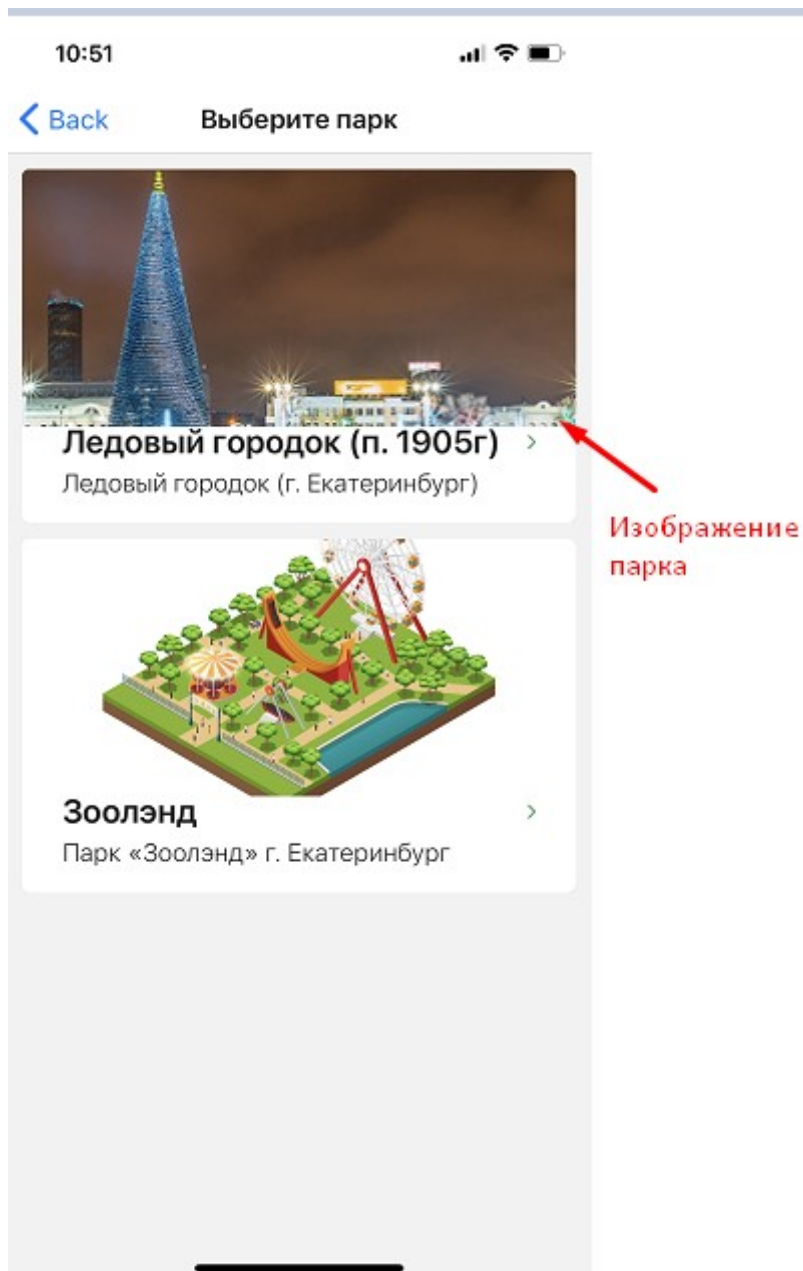 10:51
Back
Выберите парк
Ледовый городок (п. 1905г)
Ледовый городок (г. Екатеринбург)
Изображение
парка
Зоолэнд
Парк «Зоолэнд» г. Екатеринбург